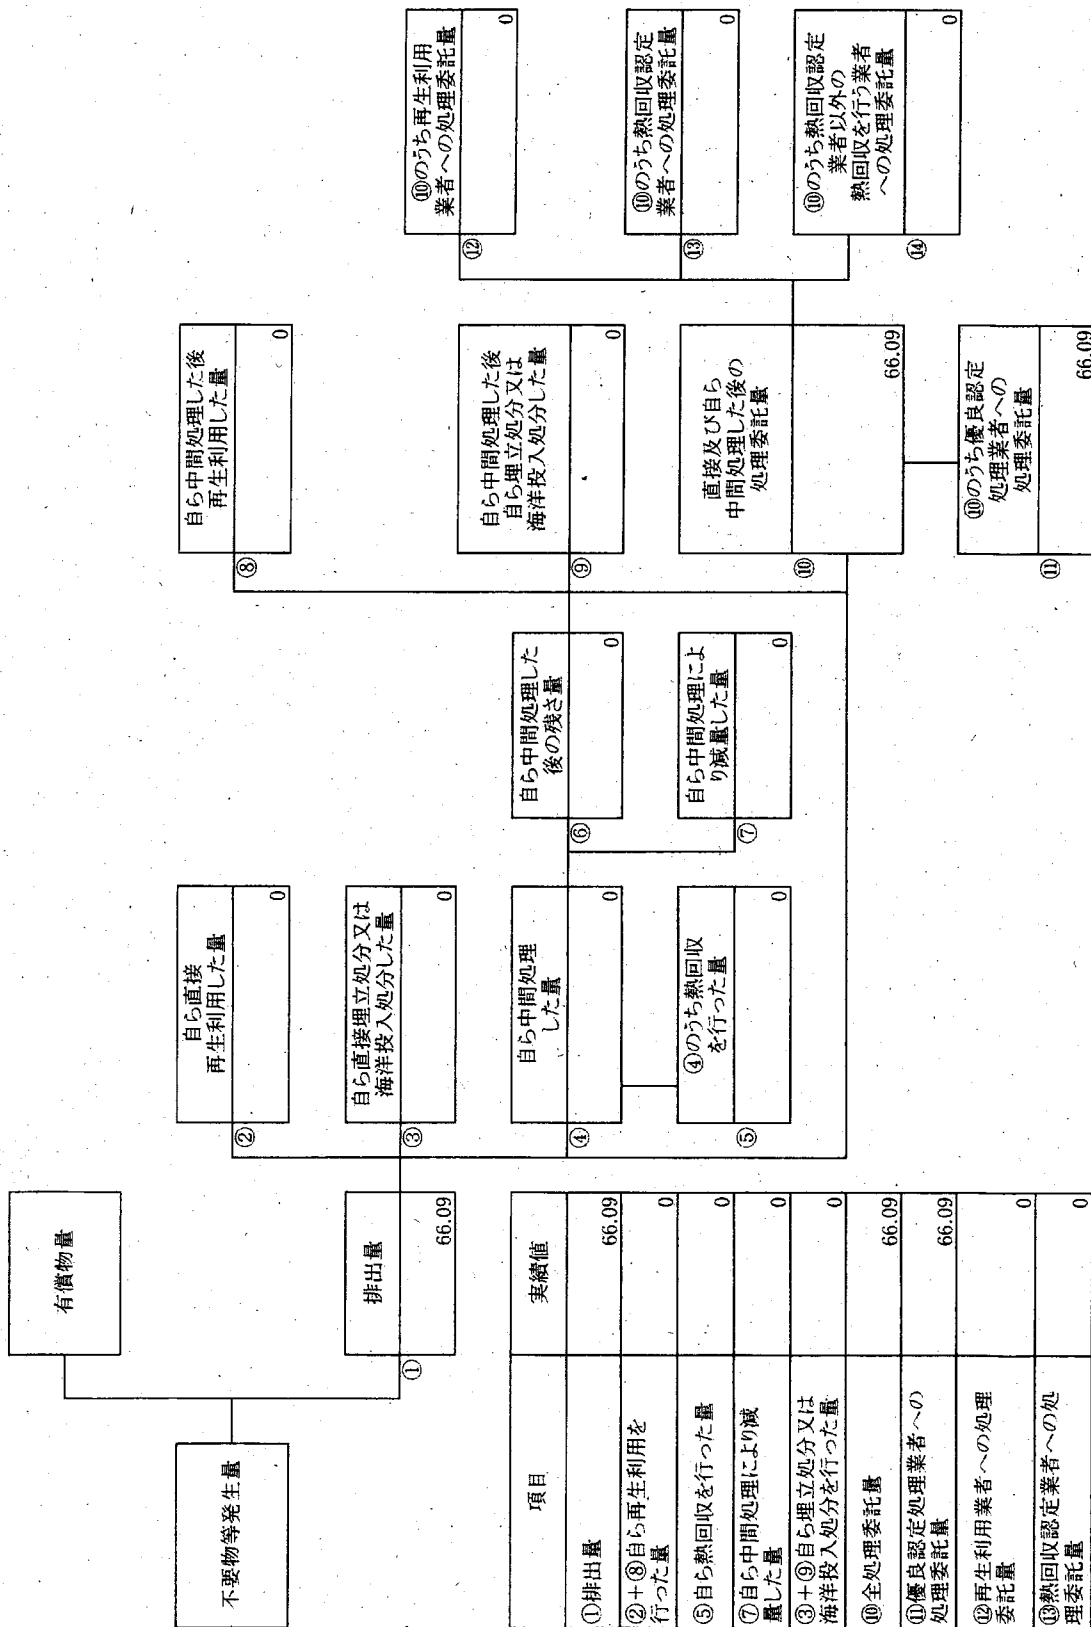 不要物等発生量
有償物量
排出量
①
66.09
自ら直接
再生利用した量
②
0
自ら直接埋立処分又は
海洋投入処分した量
③
0
自ら中間処理
した量
④
0
④のうち熱回収
を行った量
⑤
0
自ら中間処理した
後の残さ量
⑥
0
自ら中間処理によ
り減量した量
⑦
0
自ら中間処理した後
再生利用した量
⑧
0
自ら中間処理した後
自ら埋立処分又は
海洋投入処分した量
⑨
0
直接及び自ら
中間処理した後の
処理委託量
⑩
66.09
⑩のうち優良認定
処理業者への
処理委託量
⑪
66.09
⑩のうち再生利用
業者への処理委託量
⑫
0
⑩のうち熱回収認定
業者への処理委託量
⑬
0
⑩のうち熱回収認定
業者以外の
熱回収を行う業者
への処理委託量
⑭
0
項目 実績値
①排出量 66.09
②+⑧自ら再生利用を
行った量 0
⑤自ら熱回収を行った量 0
⑦自ら中間処理により減
量した量 0
③+⑨自ら埋立処分又は
海洋投入処分を行った量 0
⑩全処理委託量 66.09
⑪優良認定処理業者への
処理委託量 66.09
⑫再生利用業者への処理
委託量 0
⑬熱回収認定業者への処
理委託量 0